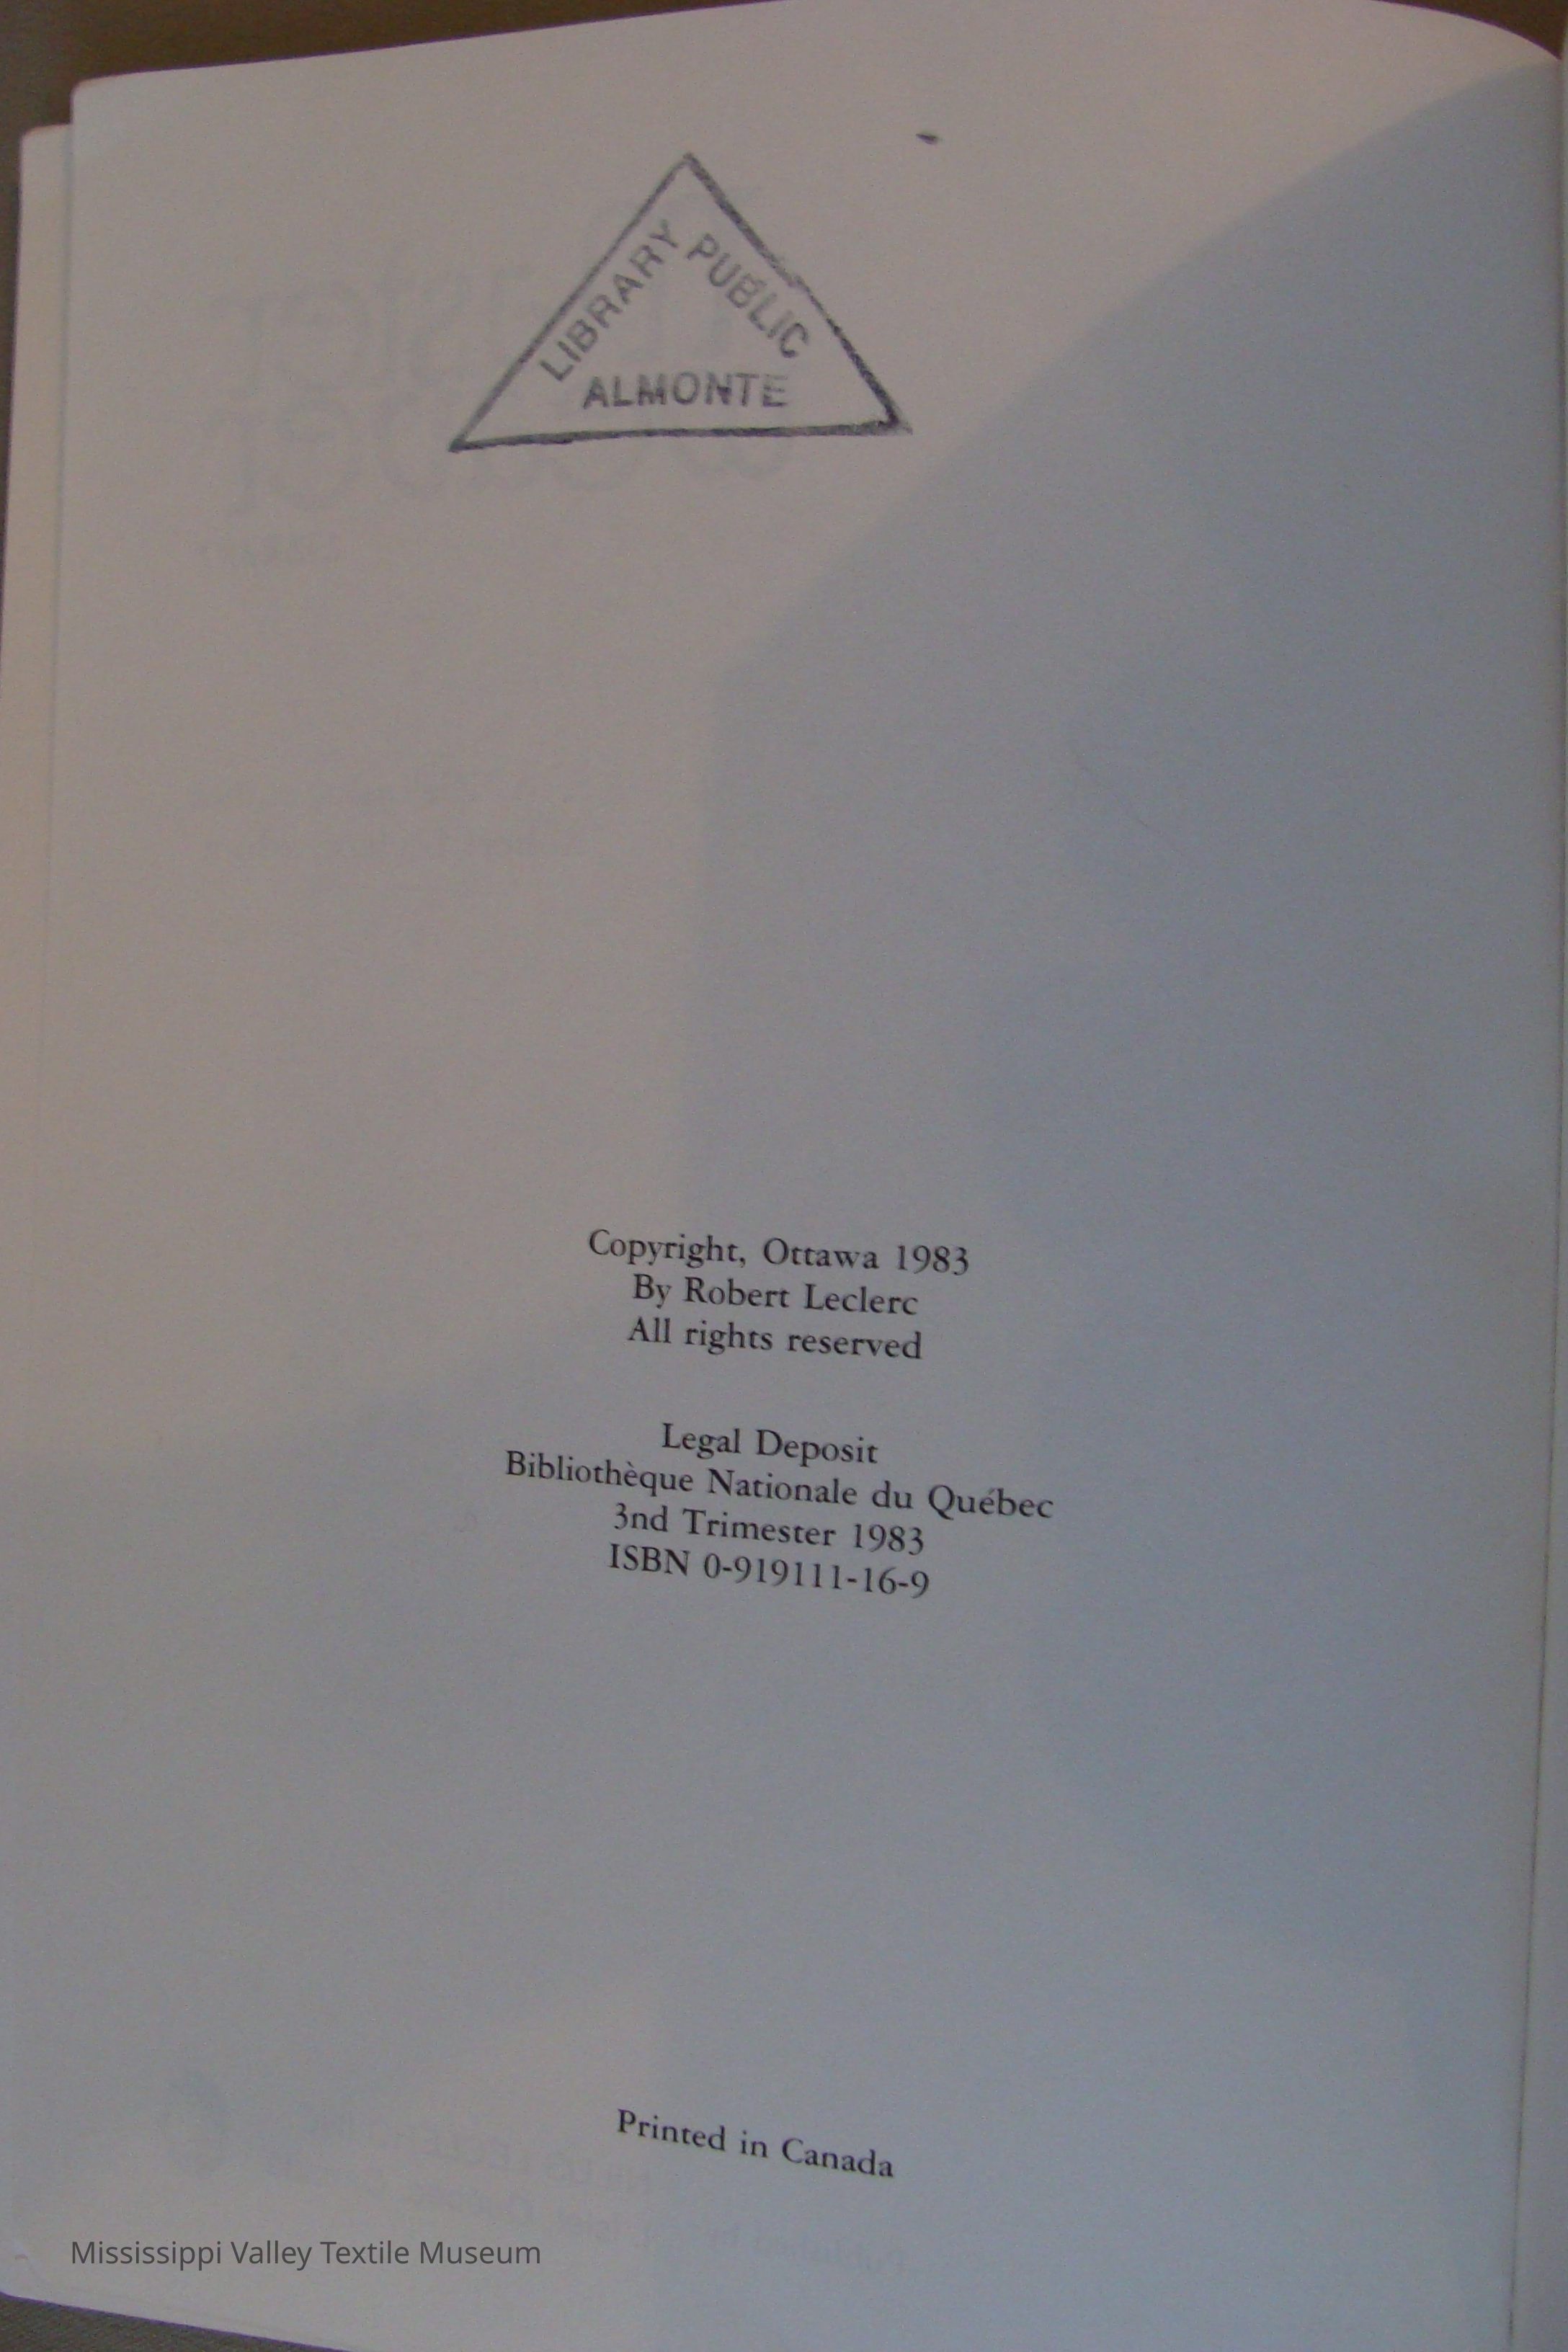 LIBRARY PUBLIC
ALMONTE
Copyright, Ottawa 1983
By Robert Leclerc
All rights reserved
Legal Deposit
Bibliothèque Nationale du Québec
3nd Trimester 1983
ISBN 0-919111-16-9
Printed in Canada
Mississippi Valley Textile Museum